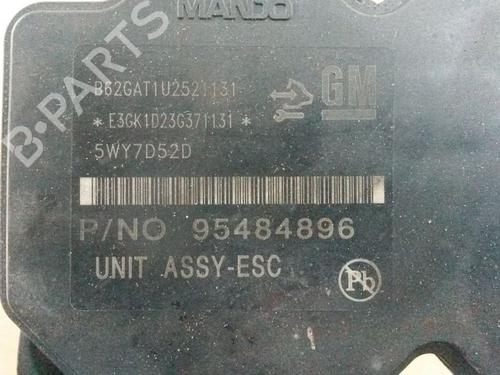 MANDO
B62GAT1U2521131
*E3GK1D23G371131*
5WY7D52D
GM
P/NO 95484896
UNIT ASSY-ESC
Pb
B-PARTS